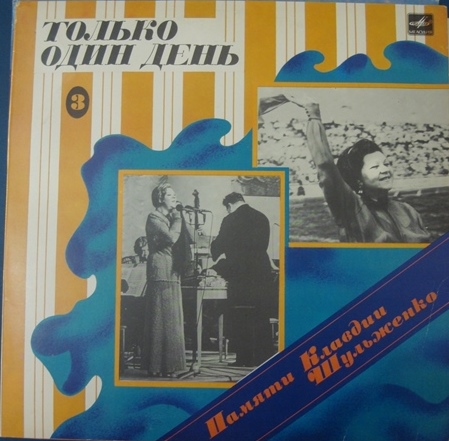 ТОЛЬКО
ОДИН ДЕНЬ
3
Памяти Клавдии
Шульженко